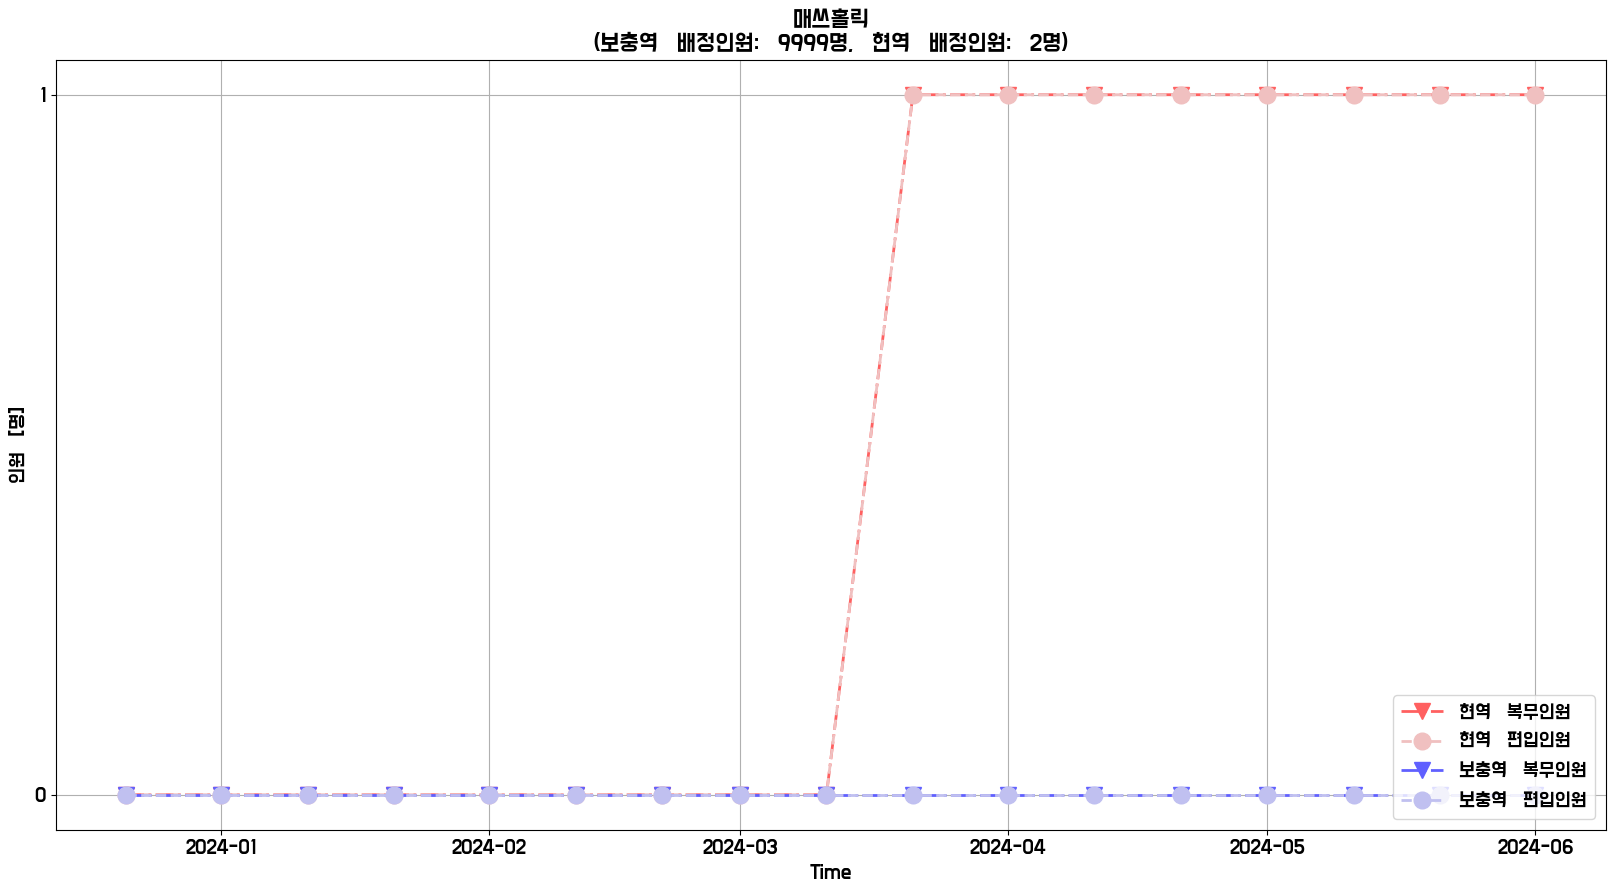 매쓰홀릭
(보충역 배정인원: 9999명, 현역 배정인원: 2명)
1
인원 [명]
0
현역 복무인원
현역 편입인원
보충역 복무인원
보충역 편입인원
2024-01 2024-02 2024-03 2024-04 2024-05 2024-06
Time